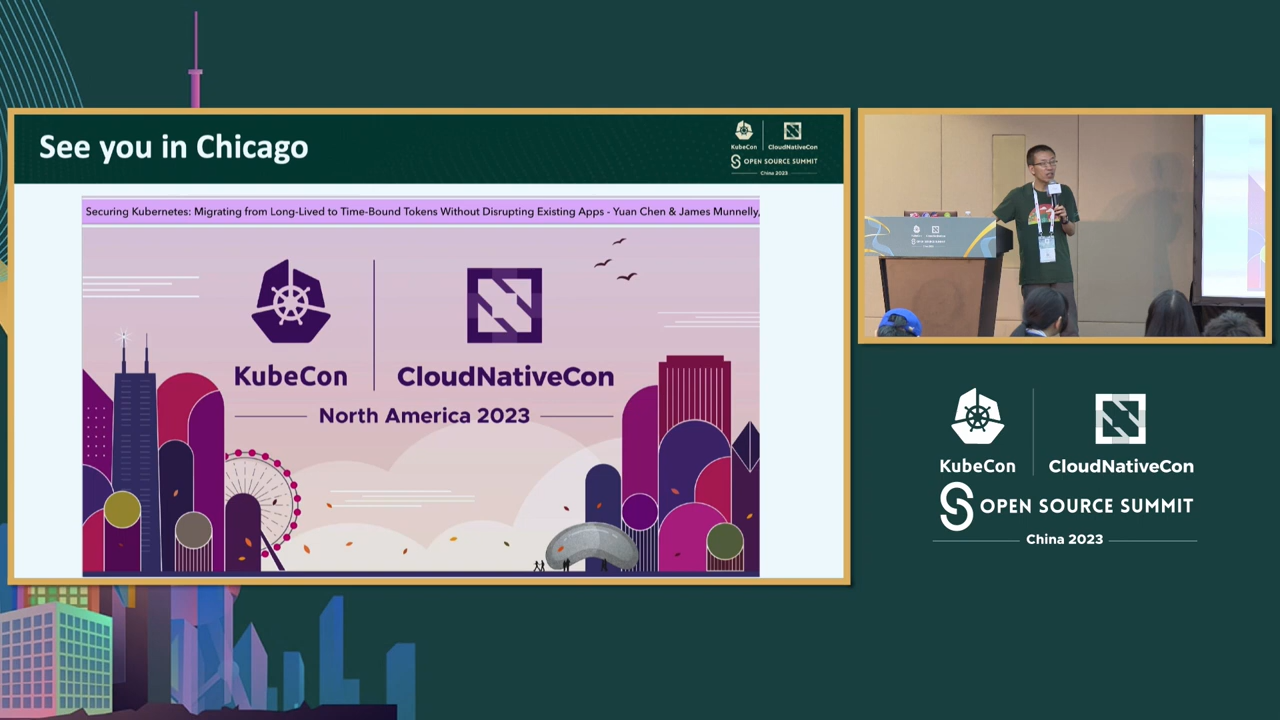 See you in Chicago
KubeCon
CloudNativeCon
OPEN SOURCE SUMMIT
China 2023
Securing Kubernetes: Migrating from Long-Lived to Time-Bound Tokens Without Disrupting Existing Apps - Yuan Chen & James Munnelly,
KubeCon
CloudNativeCon
North America 2023
KubeCon
CloudNativeCon
OPEN SOURCE SUMMIT
China 2023